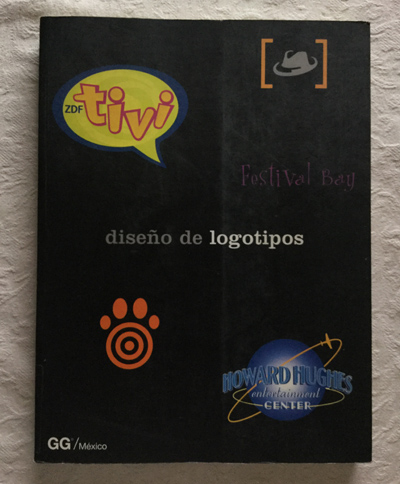 ZDF
tivi
Festival Bay
diseño de logotipos
HOWARD HUGHES
entertainment
CENTER
GG®/México